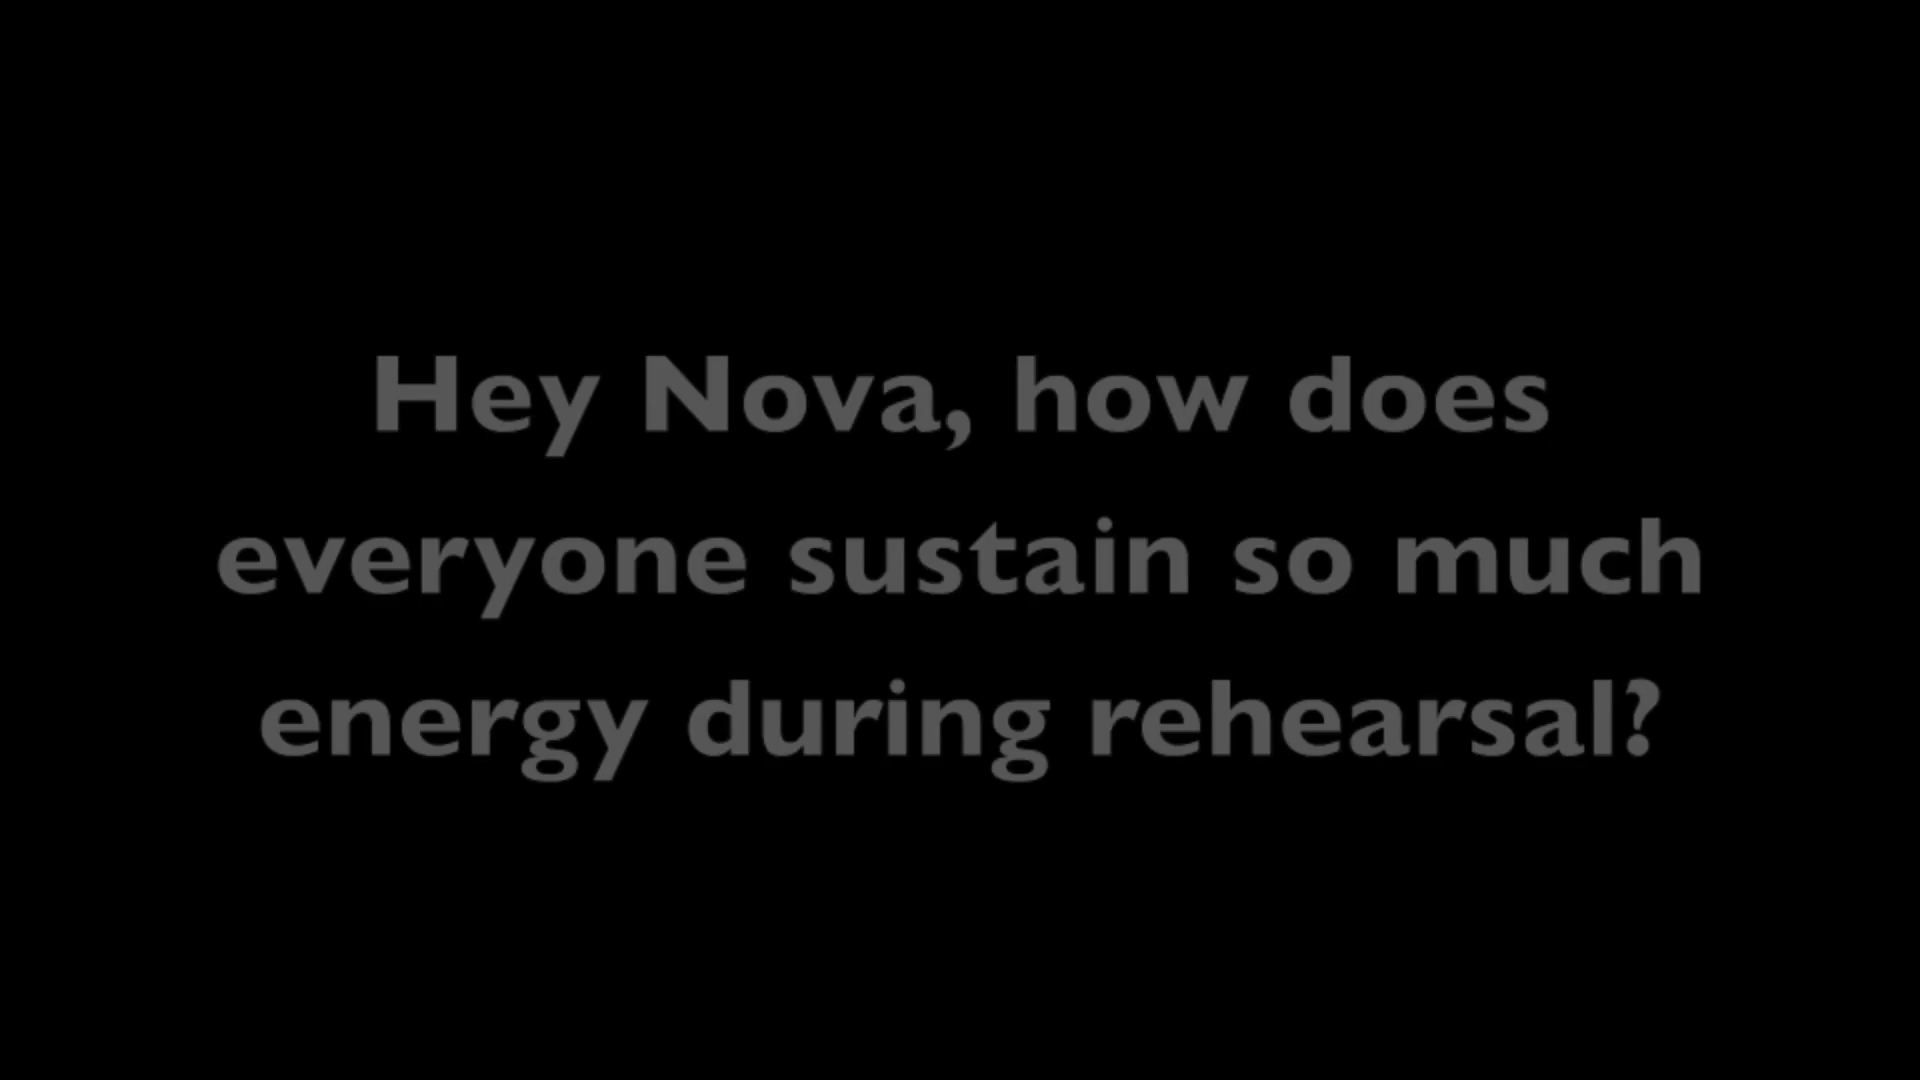 Hey Nova, how does
everyone sustain so much
energy during rehearsal?